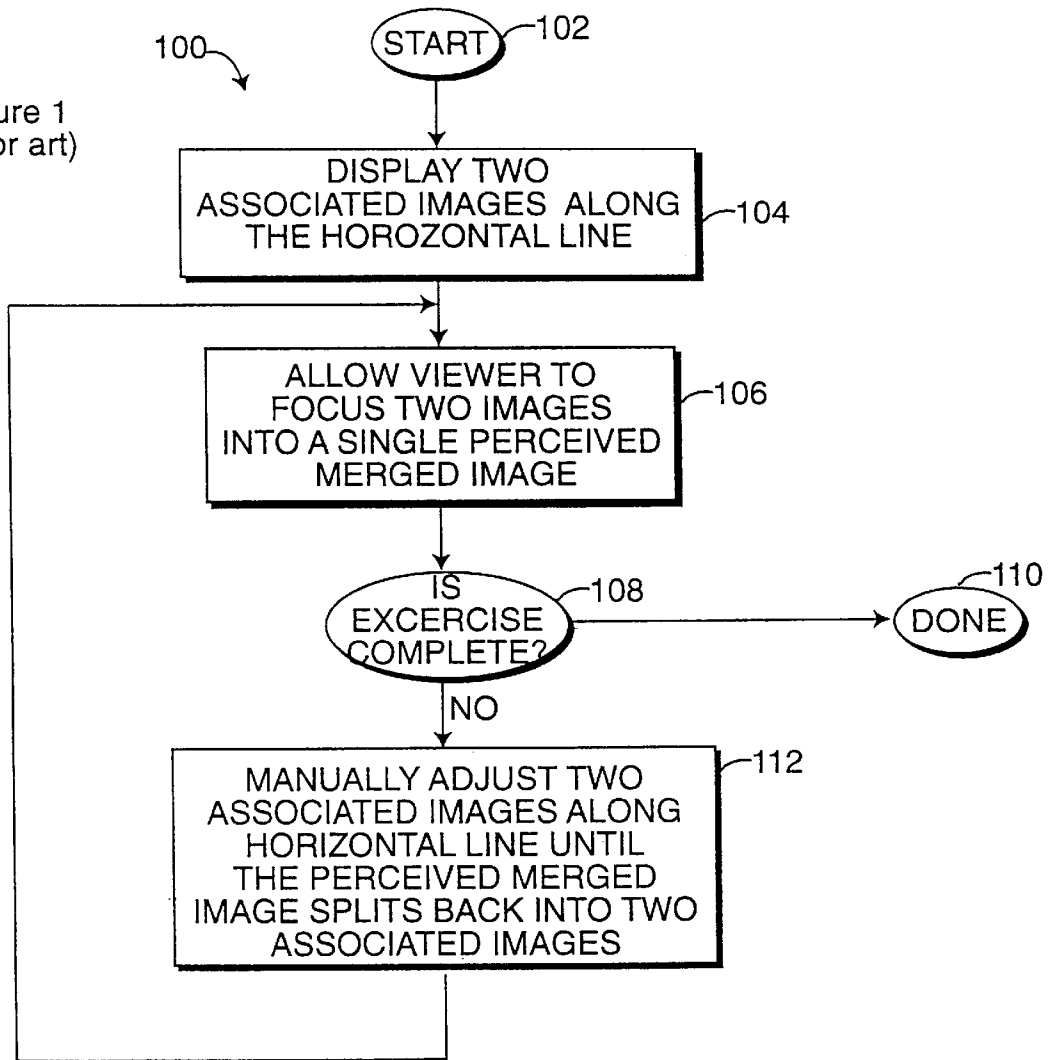 100
START
102
ure 1
or art)
DISPLAY TWO
ASSOCIATED IMAGES ALONG
THE HOROZONTAL LINE
104
ALLOW VIEWER TO
FOCUS TWO IMAGES
INTO A SINGLE PERCEIVED
MERGED IMAGE
106
IS
EXCERCISE
COMPLETE?
108
110
DONE
NO
MANUALLY ADJUST TWO
ASSOCIATED IMAGES ALONG
HORIZONTAL LINE UNTIL
THE PERCEIVED MERGED
IMAGE SPLITS BACK INTO TWO
ASSOCIATED IMAGES
112